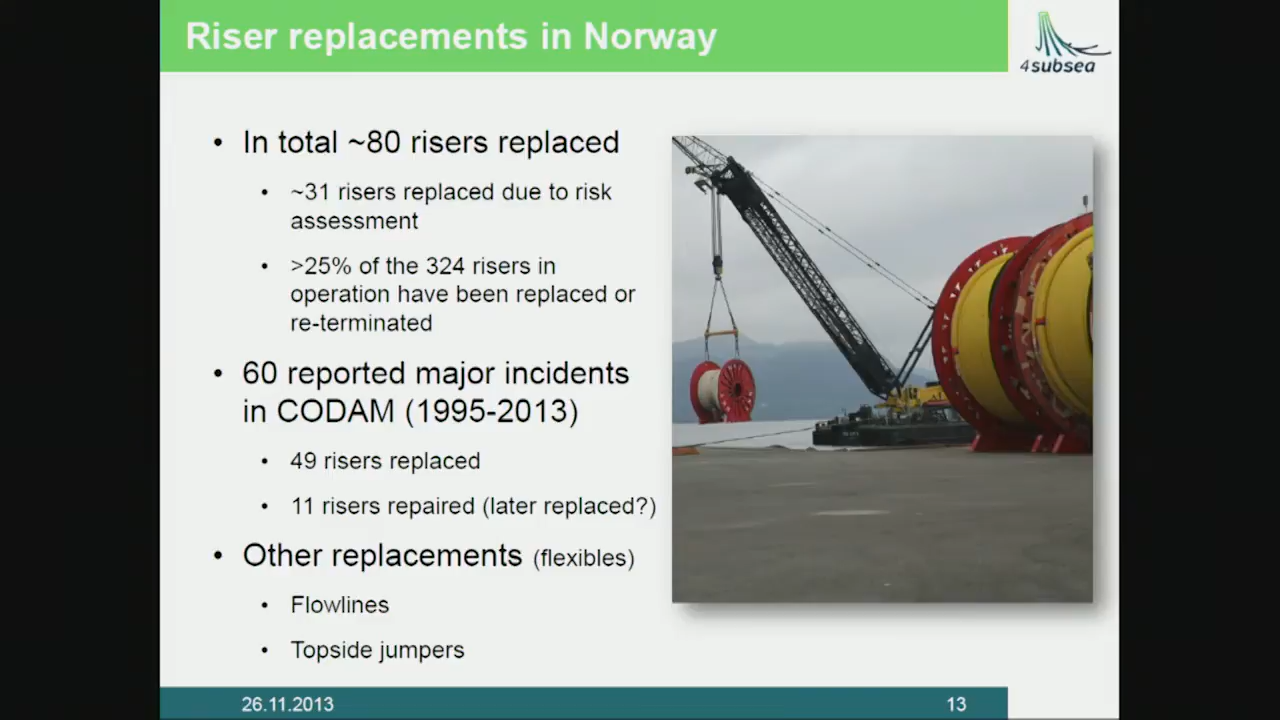 Riser replacements in Norway
4subsea
• In total ~80 risers replaced
• ~31 risers replaced due to risk
assessment
• >25% of the 324 risers in
operation have been replaced or
re-terminated
• 60 reported major incidents
in CODAM (1995-2013)
• 49 risers replaced
• 11 risers repaired (later replaced?)
• Other replacements (flexibles)
• Flowlines
• Topside jumpers
26.11.2013
13